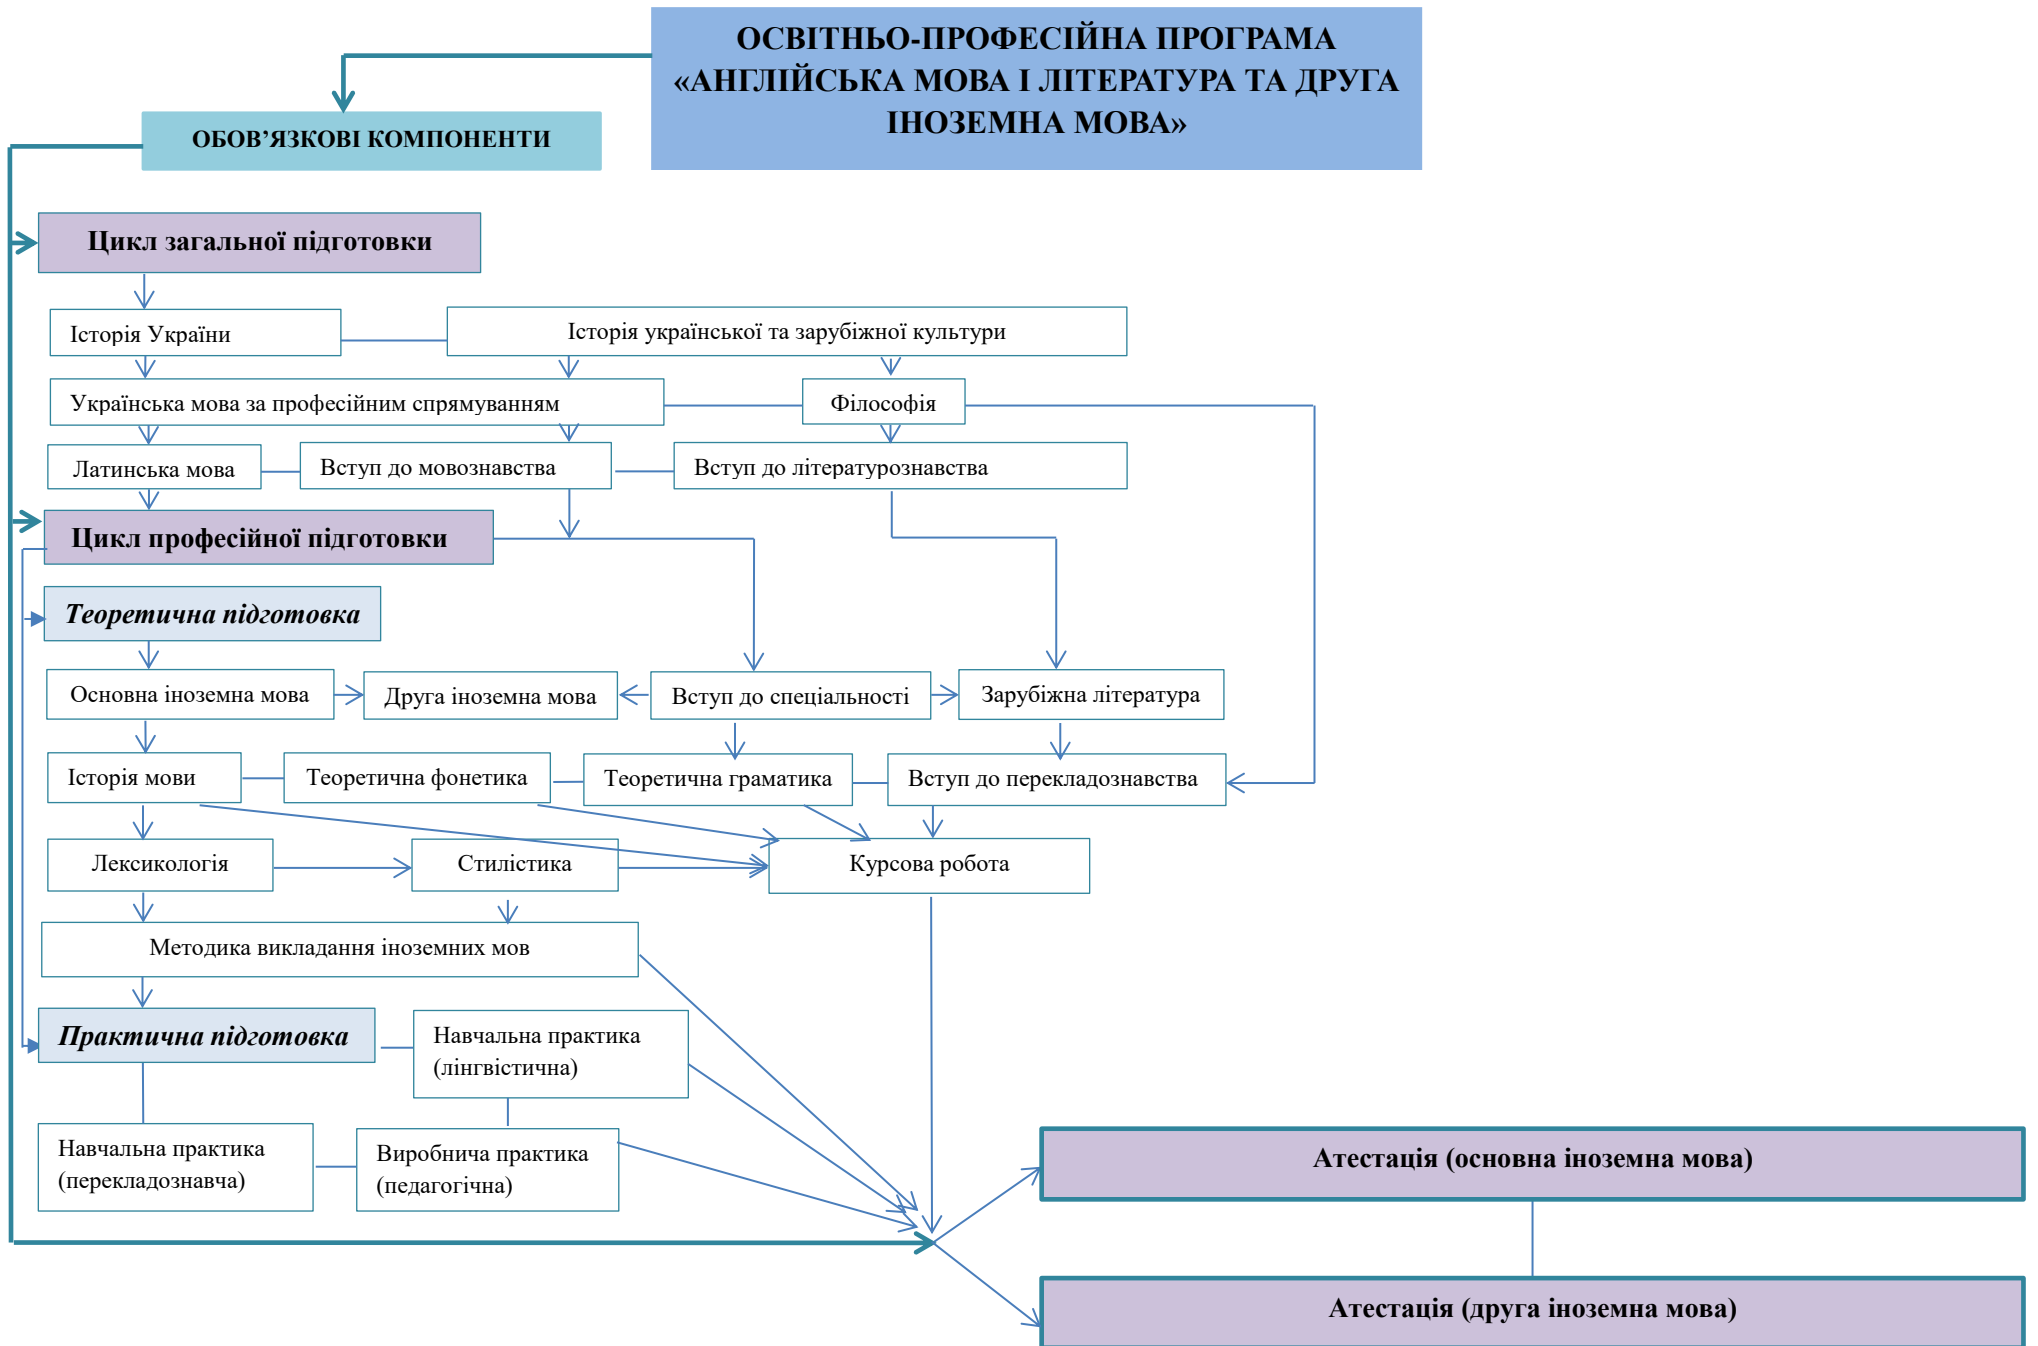 ОСВІТНЬО-ПРОФЕСІЙНА ПРОГРАМА
«АНГЛІЙСЬКА МОВА І ЛІТЕРАТУРА ТА ДРУГА
ІНОЗЕМНА МОВА»
ОБОВ’ЯЗКОВІ КОМПОНЕНТИ
Цикл загальної підготовки
Історія України
Історія української та зарубіжної культури
Українська мова за професійним спрямуванням
Філософія
Латинська мова
Вступ до мовознавства
Вступ до літературознавства
Цикл професійної підготовки
Теоретична підготовка
Основна іноземна мова
Друга іноземна мова
Вступ до спеціальності
Зарубіжна література
Історія мови
Теоретична фонетика
Теоретична граматика
Вступ до перекладознавства
Лексикологія
Стилістика
Курсова робота
Методика викладання іноземних мов
Практична підготовка
Навчальна практика
(лінгвістична)
Навчальна практика
(перекладознавча)
Виробнича практика
(педагогічна)
Атестація (основна іноземна мова)
Атестація (друга іноземна мова)